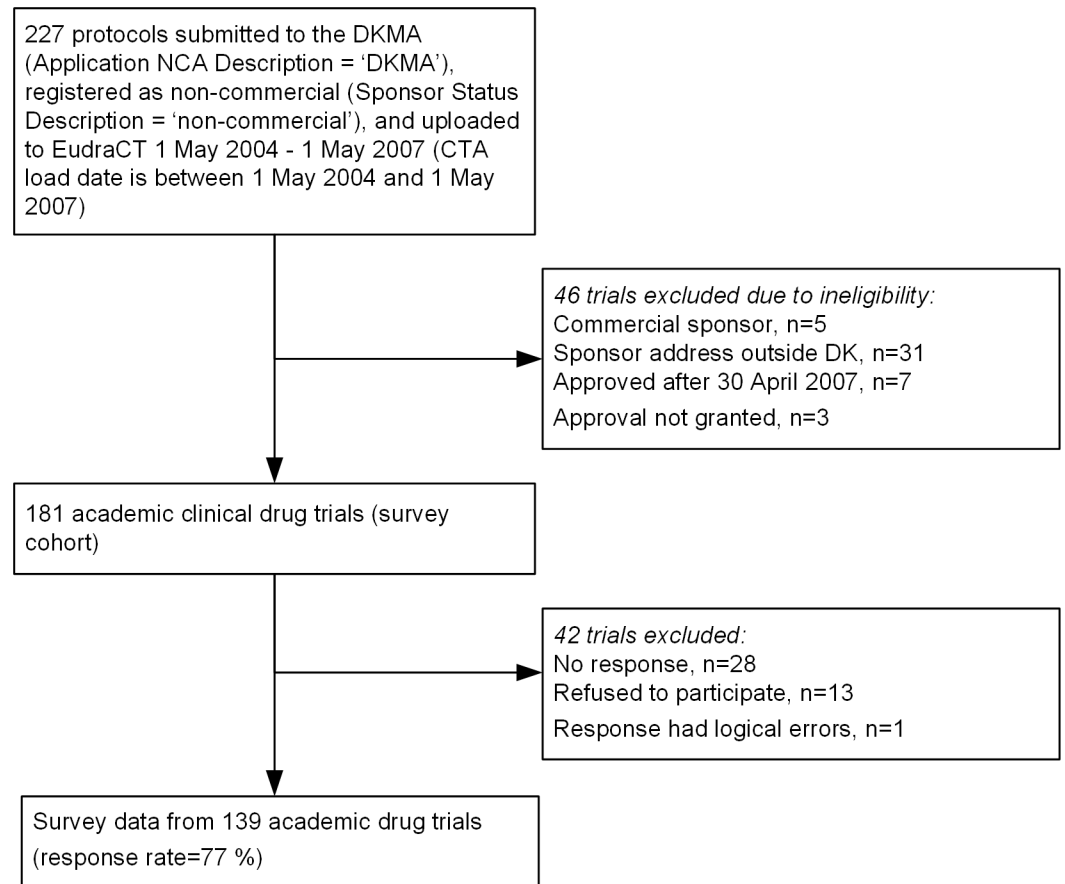 227 protocols submitted to the DKMA
(Application NCA Description = ‘DKMA’),
registered as non-commercial (Sponsor Status
Description = ‘non-commercial’), and uploaded
to EudraCT 1 May 2004 - 1 May 2007 (CTA
load date is between 1 May 2004 and 1 May
2007)
46 trials excluded due to ineligibility:
Commercial sponsor, n=5
Sponsor address outside DK, n=31
Approved after 30 April 2007, n=7
Approval not granted, n=3
181 academic clinical drug trials (survey
cohort)
42 trials excluded:
No response, n=28
Refused to participate, n=13
Response had logical errors, n=1
Survey data from 139 academic drug trials
(response rate=77 %)